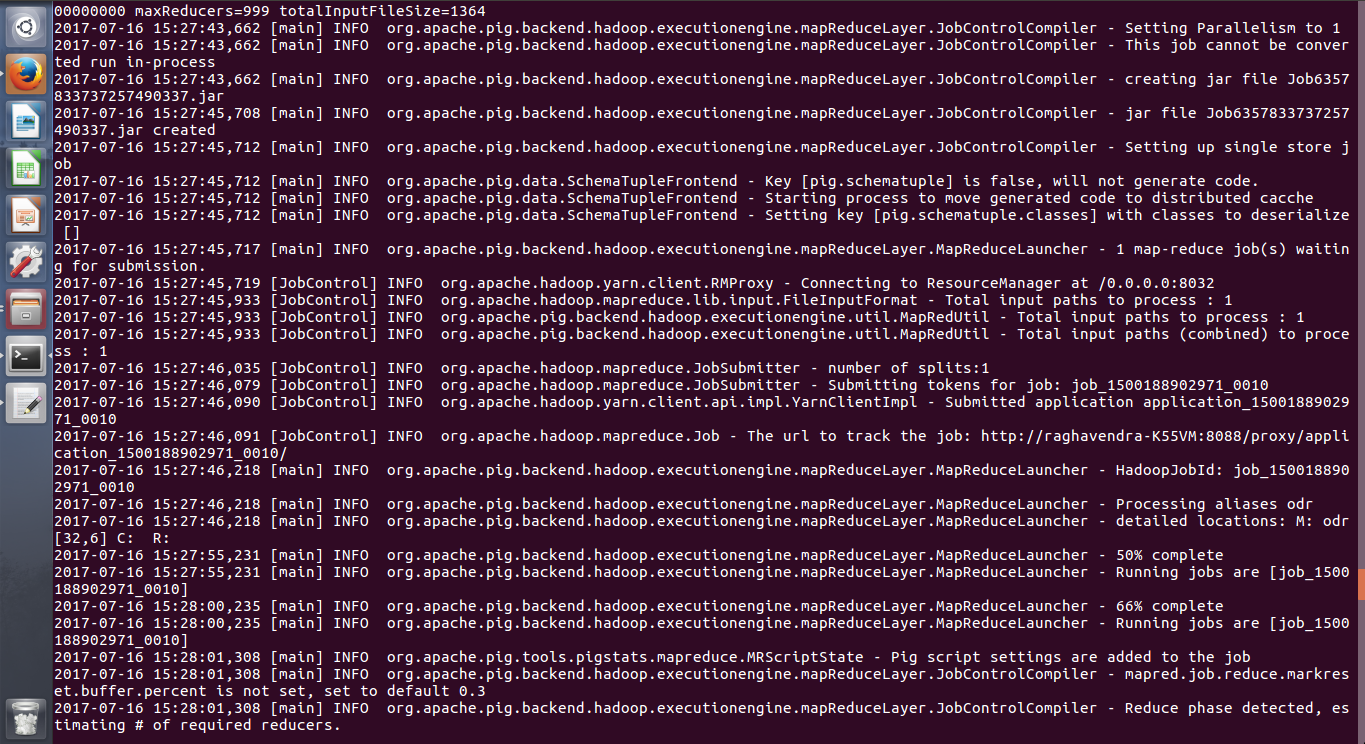 00000000 maxReducers=999 totalInputFileSize=1364
2017-07-16 15:27:43,662 [main] INFO  org.apache.pig.backend.hadoop.executionengine.mapReduceLayer.JobControlCompiler - Setting Parallelism to 1
2017-07-16 15:27:43,662 [main] INFO  org.apache.pig.backend.hadoop.executionengine.mapReduceLayer.JobControlCompiler - This job cannot be conver
ted run in-process
2017-07-16 15:27:43,662 [main] INFO  org.apache.pig.backend.hadoop.executionengine.mapReduceLayer.JobControlCompiler - creating jar file Job6357
833737257490337.jar
2017-07-16 15:27:45,708 [main] INFO  org.apache.pig.backend.hadoop.executionengine.mapReduceLayer.JobControlCompiler - jar file Job6357833737257
490337.jar created
2017-07-16 15:27:45,712 [main] INFO  org.apache.pig.backend.hadoop.executionengine.mapReduceLayer.JobControlCompiler - Setting up single store j
ob
2017-07-16 15:27:45,712 [main] INFO  org.apache.pig.data.SchemaTupleFrontend - Key [pig.schematuple] is false, will not generate code.
2017-07-16 15:27:45,712 [main] INFO  org.apache.pig.data.SchemaTupleFrontend - Starting process to move generated code to distributed cacche
2017-07-16 15:27:45,712 [main] INFO  org.apache.pig.data.SchemaTupleFrontend - Setting key [pig.schematuple.classes] with classes to deserialize
 []
2017-07-16 15:27:45,717 [main] INFO  org.apache.pig.backend.hadoop.executionengine.mapReduceLayer.MapReduceLauncher - 1 map-reduce job(s) waitin
g for submission.
2017-07-16 15:27:45,719 [JobControl] INFO  org.apache.hadoop.yarn.client.RMProxy - Connecting to ResourceManager at /0.0.0.0:8032
2017-07-16 15:27:45,933 [JobControl] INFO  org.apache.hadoop.mapreduce.lib.input.FileInputFormat - Total input paths to process : 1
2017-07-16 15:27:45,933 [JobControl] INFO  org.apache.pig.backend.hadoop.executionengine.util.MapRedUtil - Total input paths to process : 1
2017-07-16 15:27:45,933 [JobControl] INFO  org.apache.pig.backend.hadoop.executionengine.util.MapRedUtil - Total input paths (combined) to proce
ss : 1
2017-07-16 15:27:46,035 [JobControl] INFO  org.apache.hadoop.mapreduce.JobSubmitter - number of splits:1
2017-07-16 15:27:46,079 [JobControl] INFO  org.apache.hadoop.mapreduce.JobSubmitter - Submitting tokens for job: job_1500188902971_0010
2017-07-16 15:27:46,090 [JobControl] INFO  org.apache.hadoop.yarn.client.api.impl.YarnClientImpl - Submitted application application_15001889029
71_0010
2017-07-16 15:27:46,091 [JobControl] INFO  org.apache.hadoop.mapreduce.Job - The url to track the job: http://raghavendra-K55VM:8088/proxy/appli
cation_1500188902971_0010/
2017-07-16 15:27:46,218 [main] INFO  org.apache.pig.backend.hadoop.executionengine.mapReduceLayer.MapReduceLauncher - HadoopJobId: job_150018890
2971_0010
2017-07-16 15:27:46,218 [main] INFO  org.apache.pig.backend.hadoop.executionengine.mapReduceLayer.MapReduceLauncher - Processing aliases odr
2017-07-16 15:27:46,218 [main] INFO  org.apache.pig.backend.hadoop.executionengine.mapReduceLayer.MapReduceLauncher - detailed locations: M: odr
[32,6] C:  R: 
2017-07-16 15:27:55,231 [main] INFO  org.apache.pig.backend.hadoop.executionengine.mapReduceLayer.MapReduceLauncher - 50% complete
2017-07-16 15:27:55,231 [main] INFO  org.apache.pig.backend.hadoop.executionengine.mapReduceLayer.MapReduceLauncher - Running jobs are [job_1500
188902971_0010]
2017-07-16 15:28:00,235 [main] INFO  org.apache.pig.backend.hadoop.executionengine.mapReduceLayer.MapReduceLauncher - 66% complete
2017-07-16 15:28:00,235 [main] INFO  org.apache.pig.backend.hadoop.executionengine.mapReduceLayer.MapReduceLauncher - Running jobs are [job_1500
188902971_0010]
2017-07-16 15:28:01,308 [main] INFO  org.apache.pig.tools.pigstats.mapreduce.MRScriptState - Pig script settings are added to the job
2017-07-16 15:28:01,308 [main] INFO  org.apache.pig.backend.hadoop.executionengine.mapReduceLayer.JobControlCompiler - mapred.job.reduce.markres
et.buffer.percent is not set, set to default 0.3
2017-07-16 15:28:01,308 [main] INFO  org.apache.pig.backend.hadoop.executionengine.mapReduceLayer.JobControlCompiler - Reduce phase detected, es
timating # of required reducers.